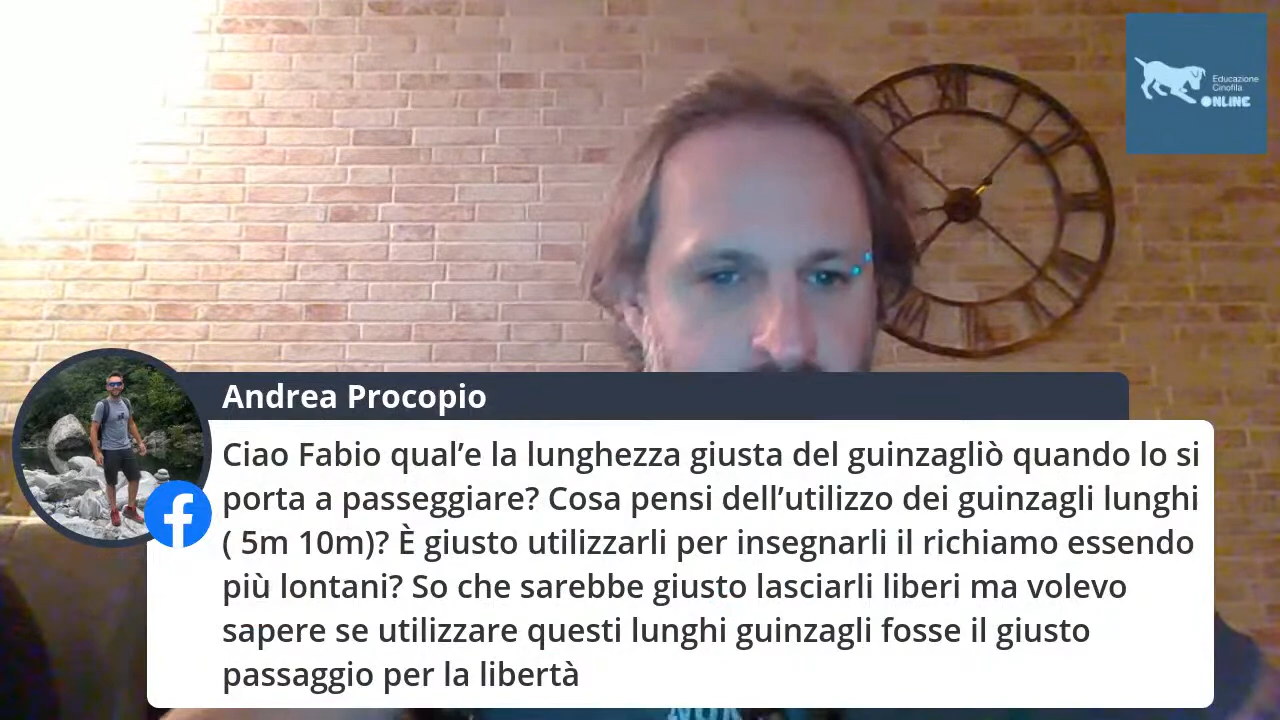 Educazione
Cinofila
ONLINE
Andrea Procopio
Ciao Fabio qual’e la lunghezza giusta del guinzagliò quando lo si
porta a passeggiare? Cosa pensi dell’utilizzo dei guinzagli lunghi
( 5m 10m)? È giusto utilizzarli per insegnarli il richiamo essendo
più lontani? So che sarebbe giusto lasciarli liberi ma volevo
sapere se utilizzare questi lunghi guinzagli fosse il giusto
passaggio per la libertà